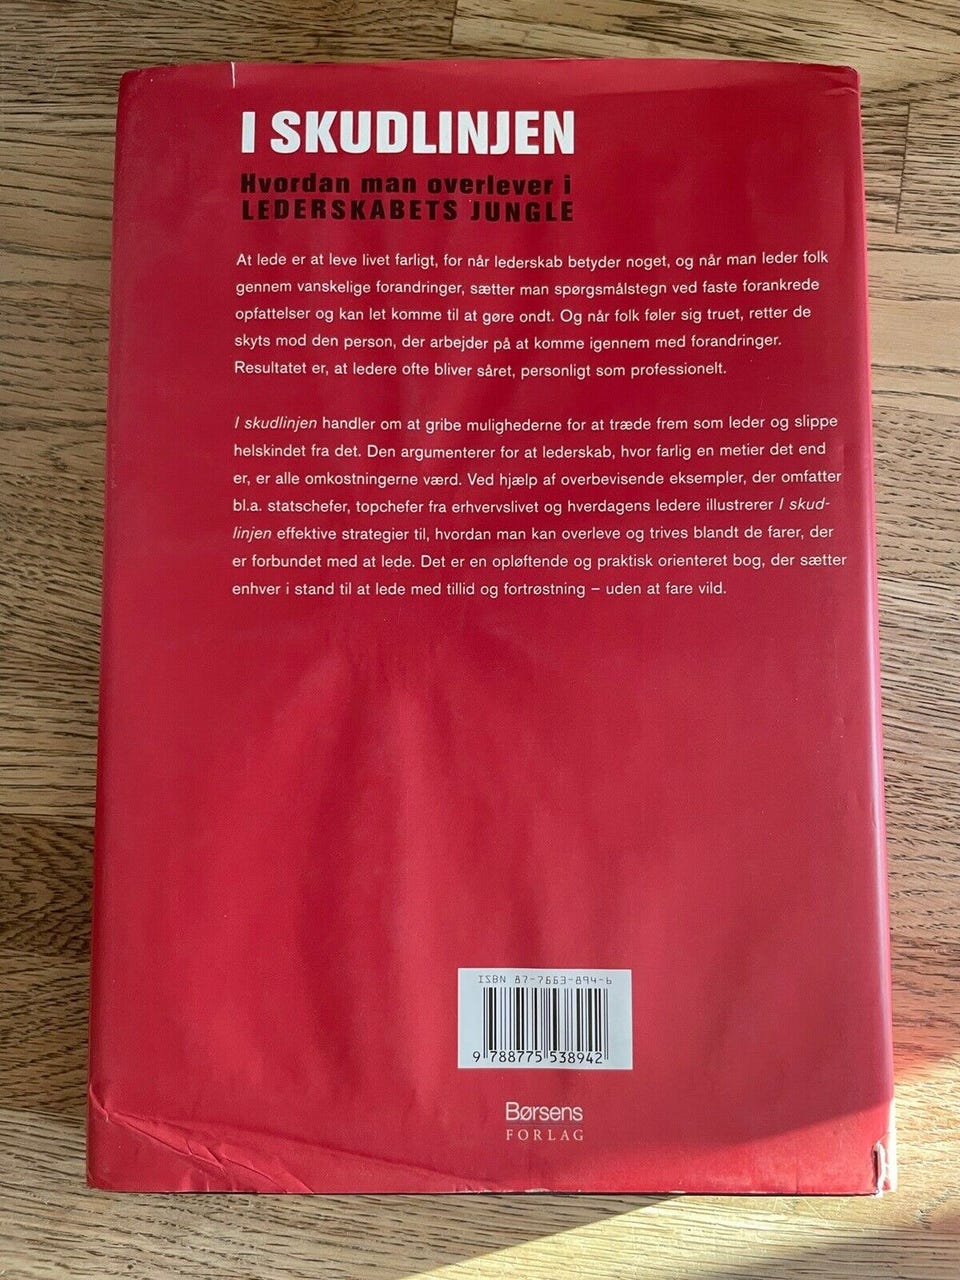 I SKUDLINJEN
Hvordan man overlever i
LEDERSKABETS JUNGLE
At lede er at leve livet farligt, for når lederskab betyder noget, og når man leder folk
gennem vanskelige forandringer, sætter man spørgsmålstegn ved faste forankrede
opfattelser og kan let komme til at gøre ondt. Og når folk føler sig truet, retter de
skyts mod den person, der arbejder på at komme igennem med forandringer.
Resultatet er, at ledere ofte bliver såret, personligt som professionelt.
I skudlinjen handler om at gribe mulighederne for at træde frem som leder og slippe
helskindet fra det. Den argumenterer for at lederskab, hvor farlig en metier det end
er, er alle omkostningerne værd. Ved hjælp af overbevisende eksempler, der omfatter
bl.a. statschefer, topchefer fra erhvervslivet og hverdagens ledere illustrerer I skud-
linjen effektive strategier til, hvordan man kan overleve og trives blandt de farer, der
er forbundet med at lede. Det er en opløftende og praktisk orienteret bog, der sætter
enhver i stand til at lede med tillid og fortrøstning – uden at fare vild.
ISBN 87-7553-894-6
9 788775 538942
Børsens
FORLAG